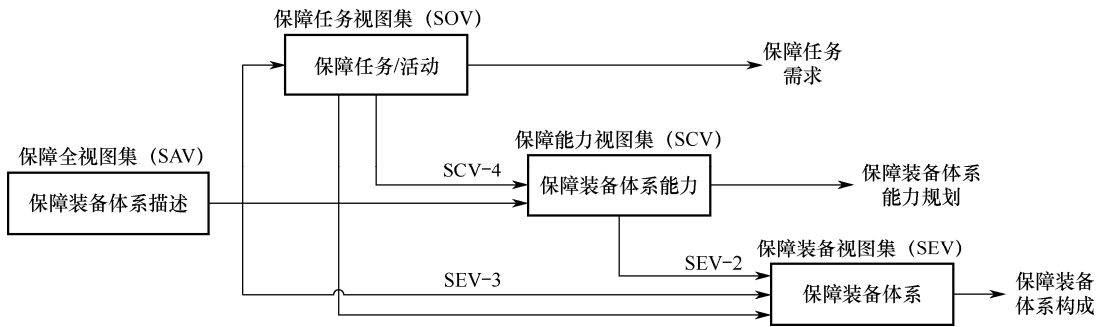 保障任务视图集（SOV）
保障任务/活动
保障任务
需求
保障能力视图集（SCV）
保障全视图集（SAV）
SCV-4
保障装备体系能力
保障装备体系
能力规划
保障装备体系描述
保障装备视图集（SEV）
SEV-2
SEV-3
保障装备体系
保障装备
体系构成